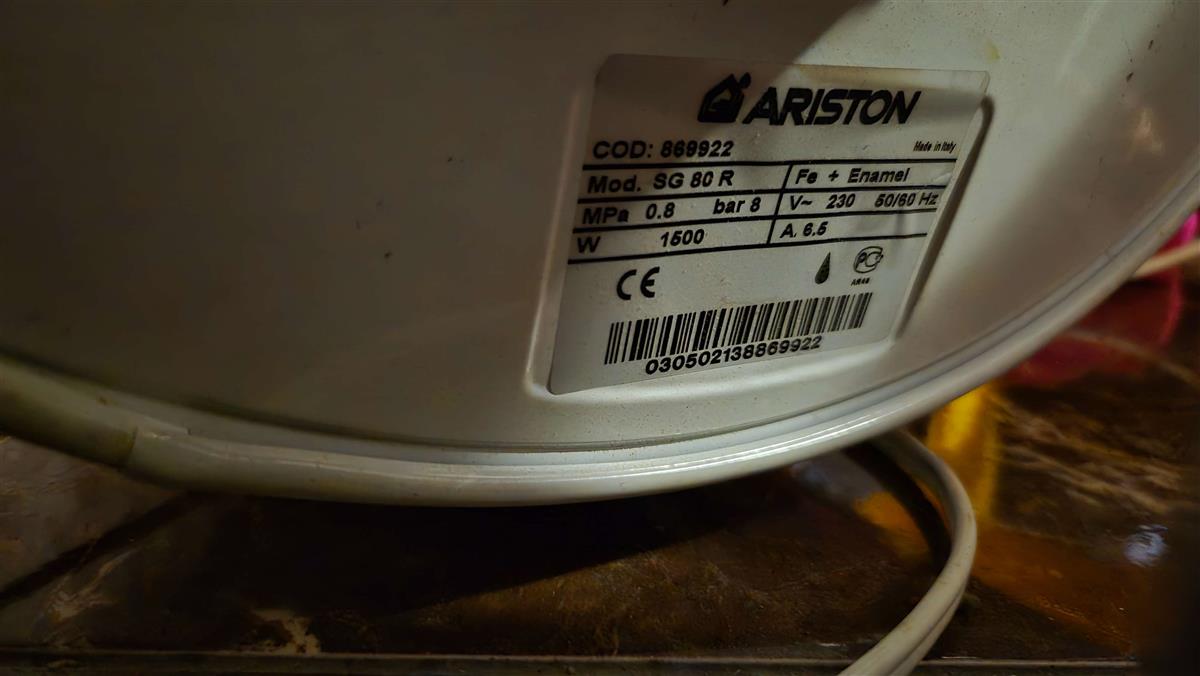 ARISTON
COD: 869922 Made in Italy
Mod. SG 80 R Fe + Enamel
MPa 0.8 bar 8 V~ 230 50/60 Hz
W 1500 A. 6.5
CE PC
030502138869922